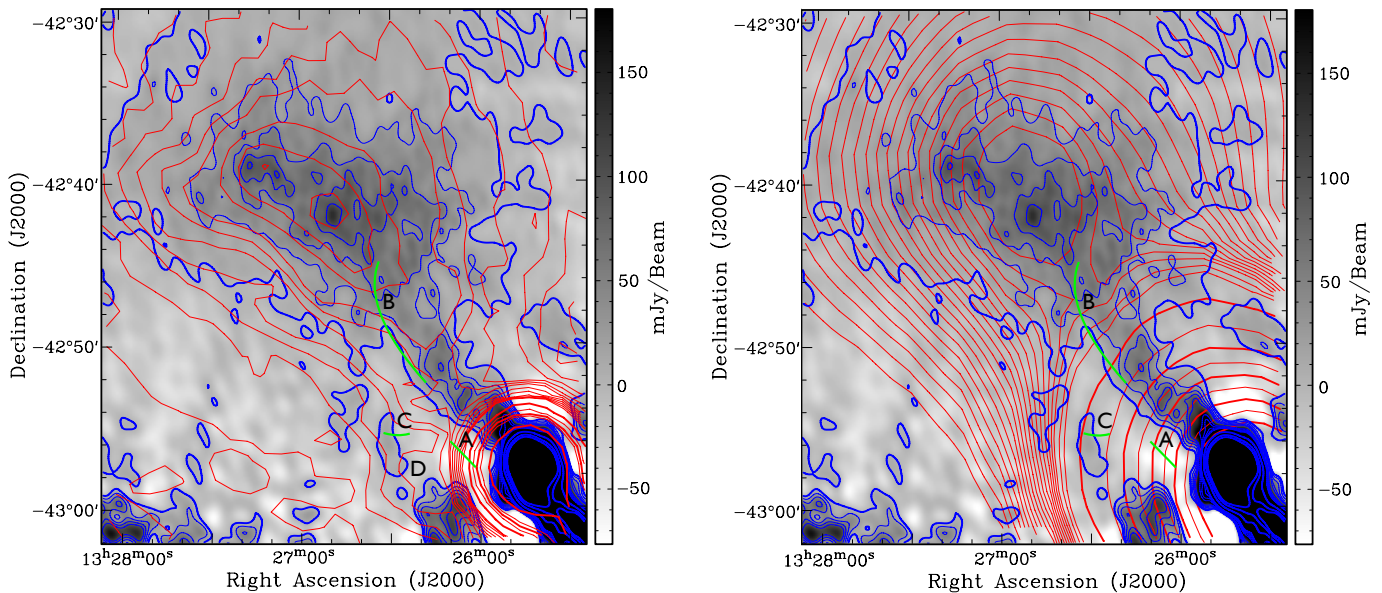 −42°30′
−42°40′
−42°50′
−43°00′
Declination (J2000)
13ʰ28ᵐ00ˢ
27ᵐ00ˢ
26ᵐ00ˢ
Right Ascension (J2000)
B
C
A
D
150
100
50
0
−50
mJy/Beam
−42°30′
−42°40′
−42°50′
−43°00′
Declination (J2000)
13ʰ28ᵐ00ˢ
27ᵐ00ˢ
26ᵐ00ˢ
Right Ascension (J2000)
B
C
A
150
100
50
0
−50
mJy/Beam